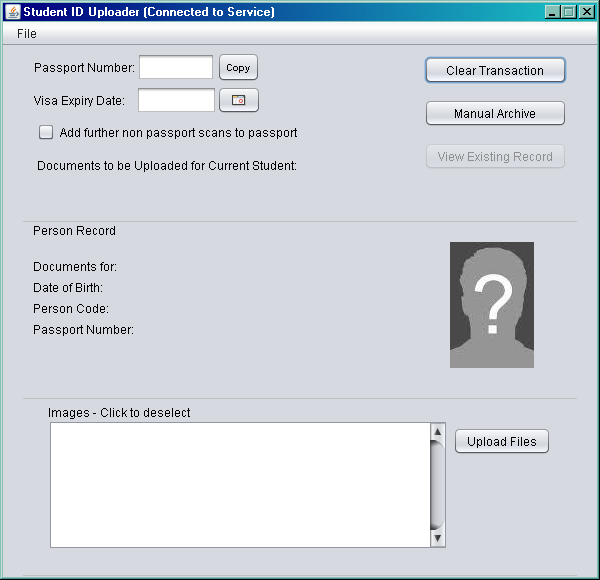 Student ID Uploader (Connected to Service)
File
Passport Number: Copy Clear Transaction
Visa Expiry Date: Manual Archive
Add further non passport scans to passport
Documents to be Uploaded for Current Student: View Existing Record
Person Record
Documents for:
Date of Birth:
Person Code:
Passport Number:
?
Images - Click to deselect
Upload Files